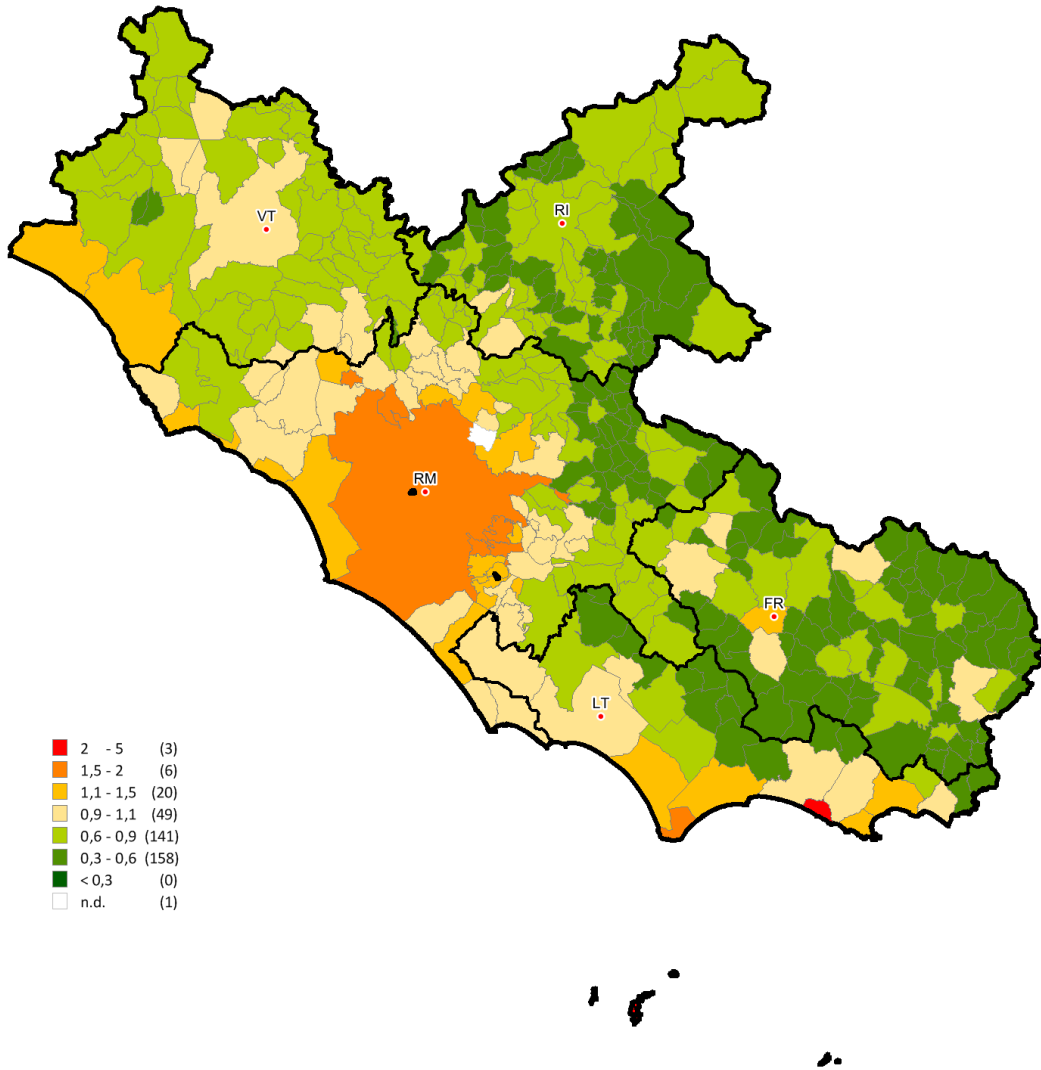 VT
RI
RM
FR
LT
2 - 5 (3)
1,5 - 2 (6)
1,1 - 1,5 (20)
0,9 - 1,1 (49)
0,6 - 0,9 (141)
0,3 - 0,6 (158)
< 0,3 (0)
n.d. (1)